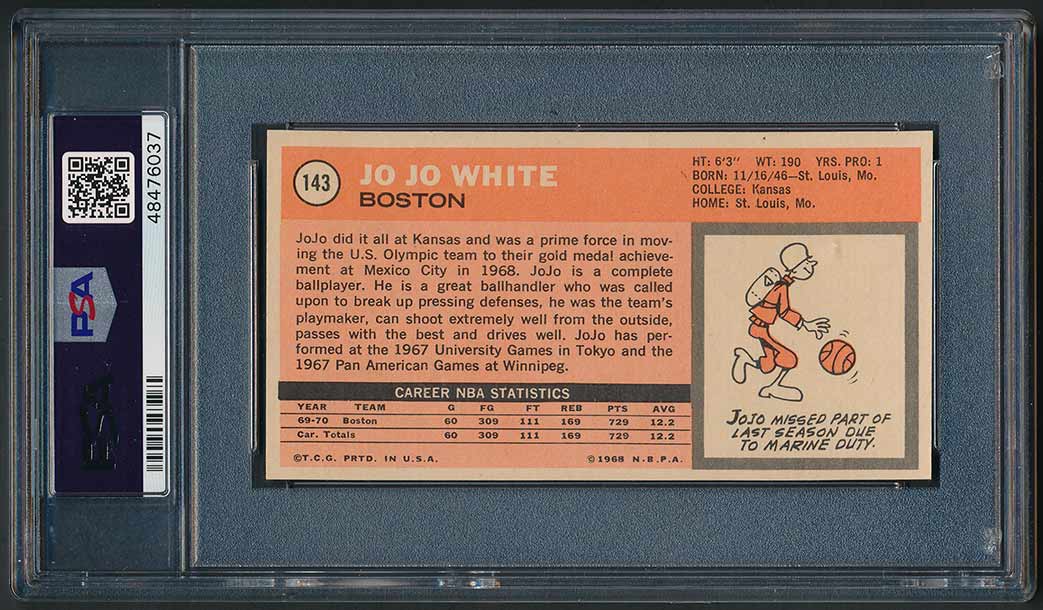 48476037
PSA
143
JO JO WHITE
BOSTON
HT: 6'3" WT: 190 YRS. PRO: 1
BORN: 11/16/46—St. Louis, Mo.
COLLEGE: Kansas
HOME: St. Louis, Mo.
JoJo did it all at Kansas and was a prime force in mov-
ing the U.S. Olympic team to their gold medal achieve-
ment at Mexico City in 1968. JoJo is a complete
ballplayer. He is a great ballhandler who was called
upon to break up pressing defenses, he was the team's
playmaker, can shoot extremely well from the outside,
passes with the best and drives well. JoJo has per-
formed at the 1967 University Games in Tokyo and the
1967 Pan American Games at Winnipeg.
CAREER NBA STATISTICS
YEAR TEAM G FG FT REB PTS AVG
69-70 Boston 60 309 111 169 729 12.2
Car. Totals 60 309 111 169 729 12.2
©T.C.G. PRTD. IN U.S.A. ©1968 N.B.P.A.
JOJO MISSED PART OF
LAST SEASON DUE
TO MARINE DUTY.